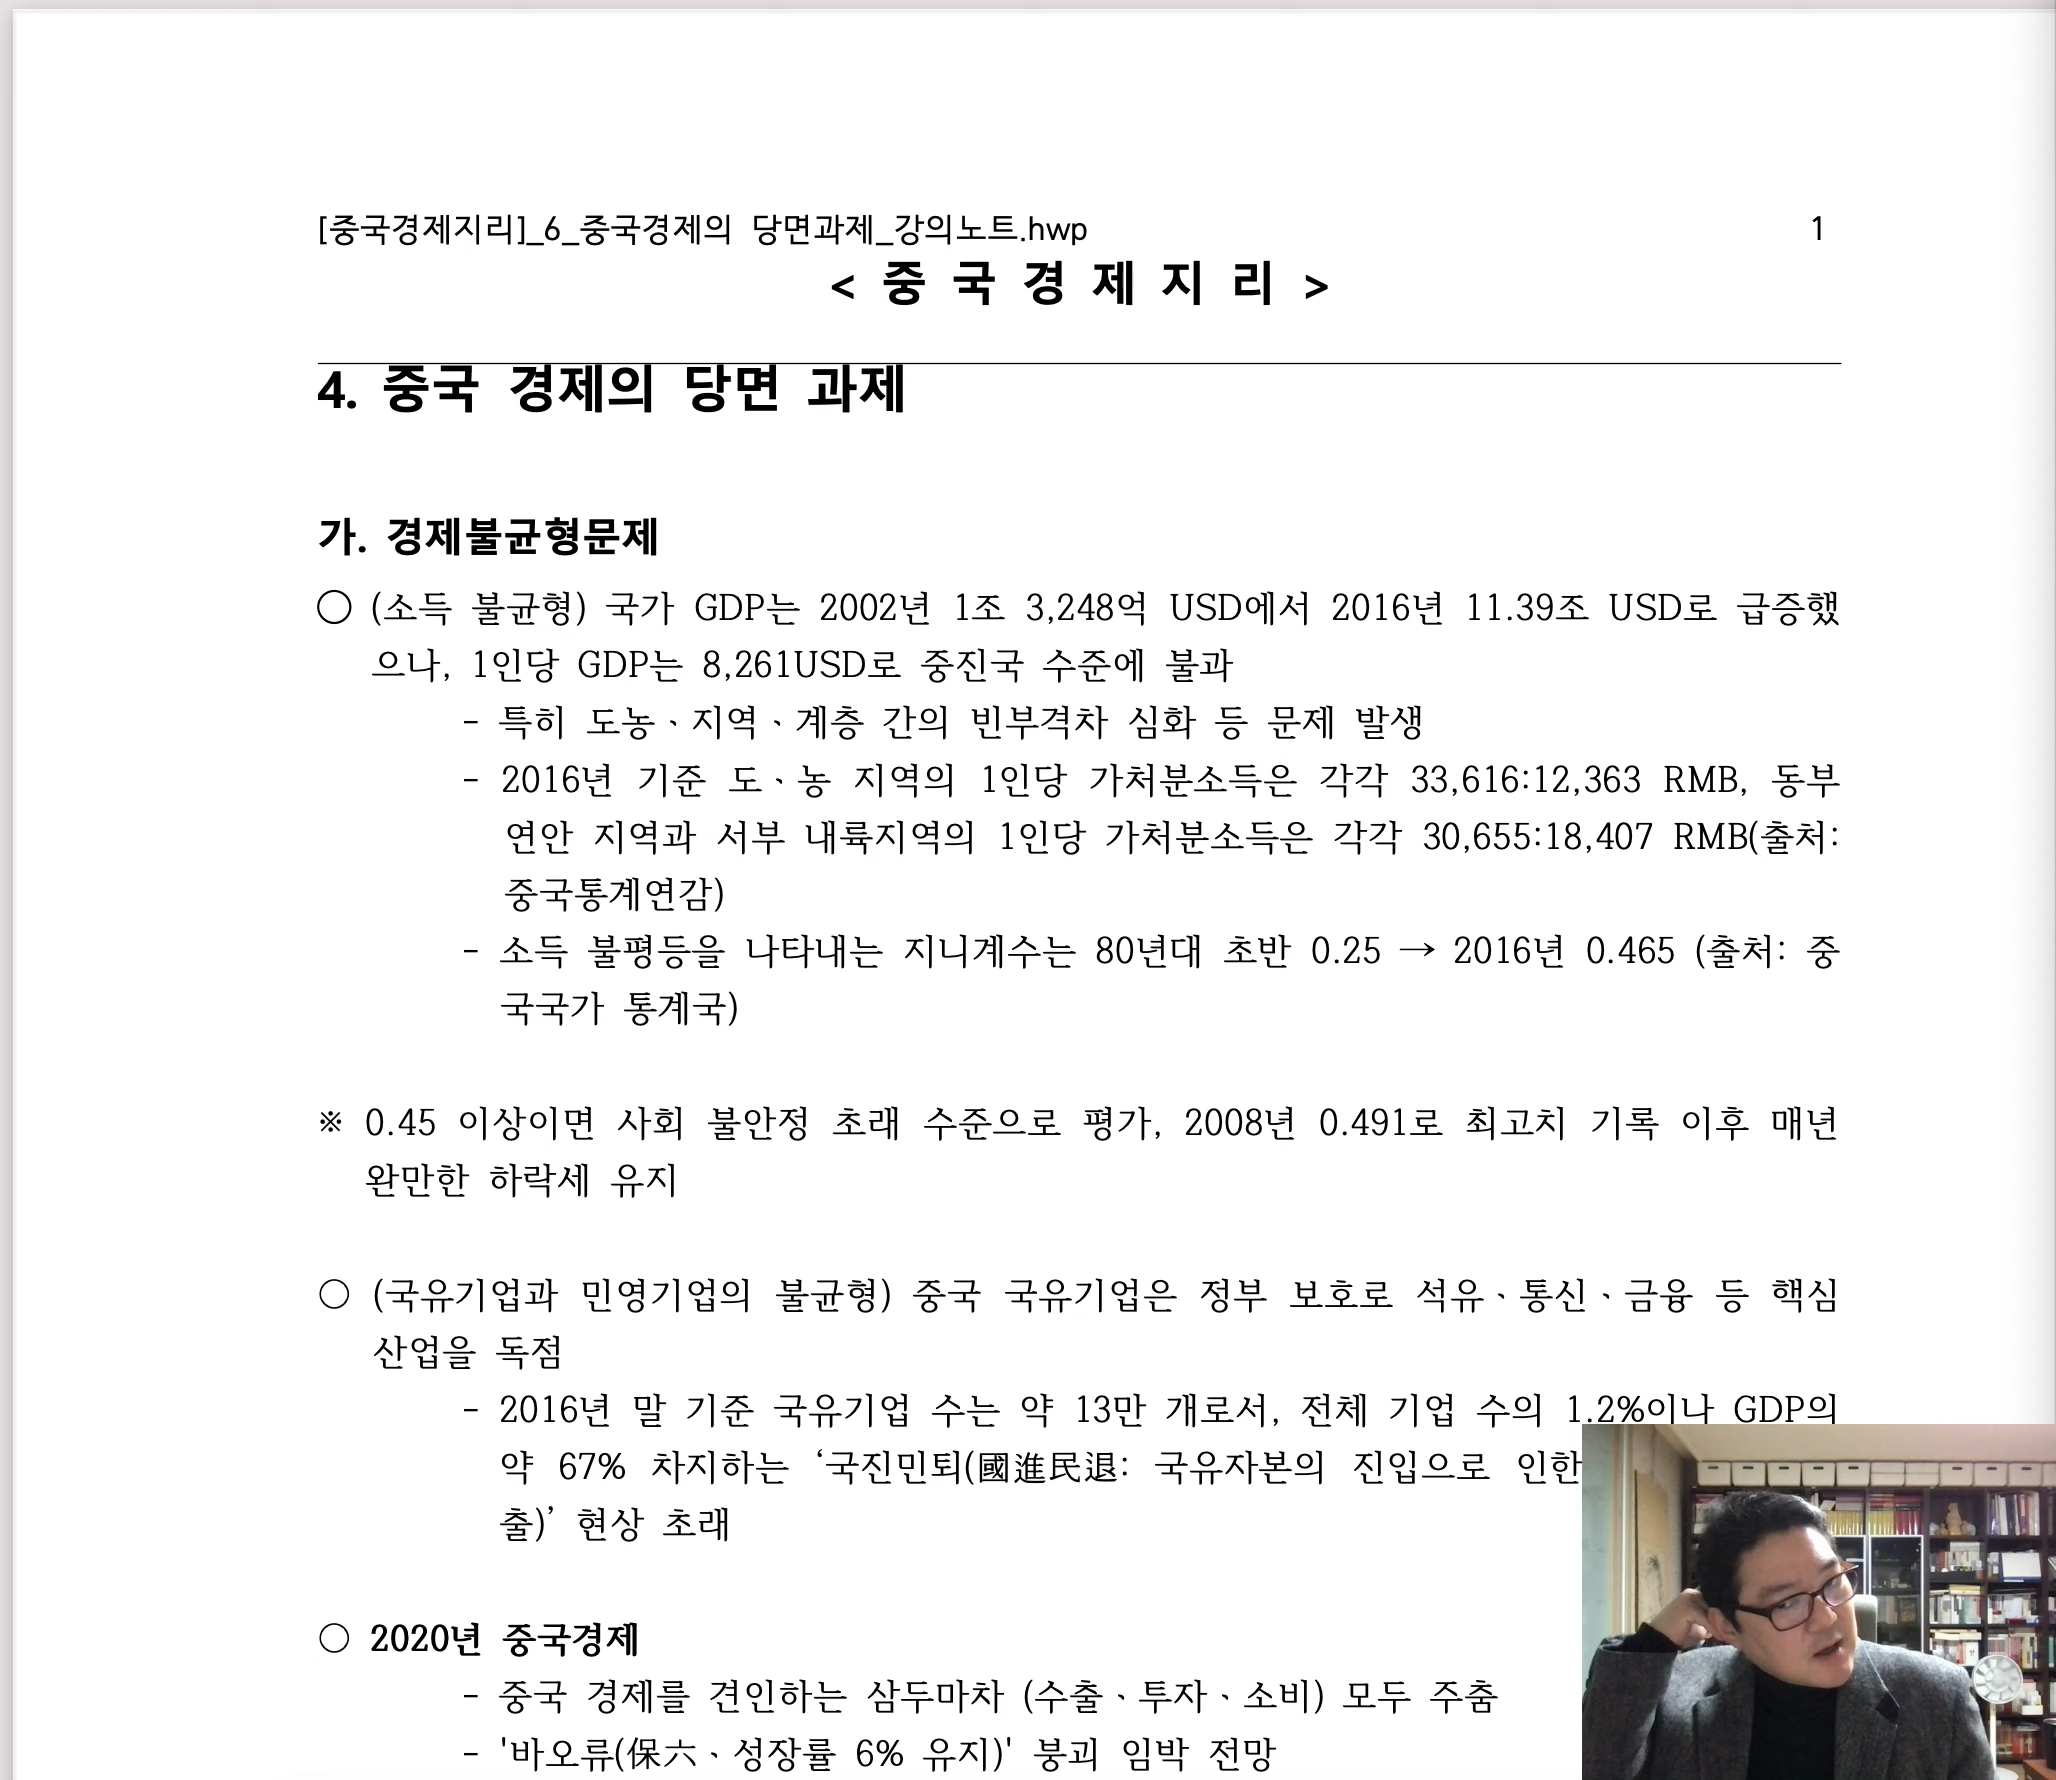 [중국경제지리]_6_중국경제의 당면과제_강의노트.hwp 1
< 중 국 경 제 지 리 >
4. 중국 경제의 당면 과제
가. 경제불균형문제
○ (소득 불균형) 국가 GDP는 2002년 1조 3,248억 USD에서 2016년 11.39조 USD로 급증했
으나, 1인당 GDP는 8,261USD로 중진국 수준에 불과
- 특히 도농、지역、계층 간의 빈부격차 심화 등 문제 발생
- 2016년 기준 도、농 지역의 1인당 가처분소득은 각각 33,616:12,363 RMB, 동부
연안 지역과 서부 내륙지역의 1인당 가처분소득은 각각 30,655:18,407 RMB(출처:
중국통계연감)
- 소득 불평등을 나타내는 지니계수는 80년대 초반 0.25 → 2016년 0.465 (출처: 중
국국가 통계국)
※ 0.45 이상이면 사회 불안정 초래 수준으로 평가, 2008년 0.491로 최고치 기록 이후 매년
완만한 하락세 유지
○ (국유기업과 민영기업의 불균형) 중국 국유기업은 정부 보호로 석유、통신、금융 등 핵심
산업을 독점
- 2016년 말 기준 국유기업 수는 약 13만 개로서, 전체 기업 수의 1.2%이나 GDP의
약 67% 차지하는 ‘국진민퇴(國進民退: 국유자본의 진입으로 인한
출)’ 현상 초래
○ 2020년 중국경제
- 중국 경제를 견인하는 삼두마차 (수출、투자、소비) 모두 주춤
- '바오류(保六、성장률 6% 유지)' 붕괴 임박 전망